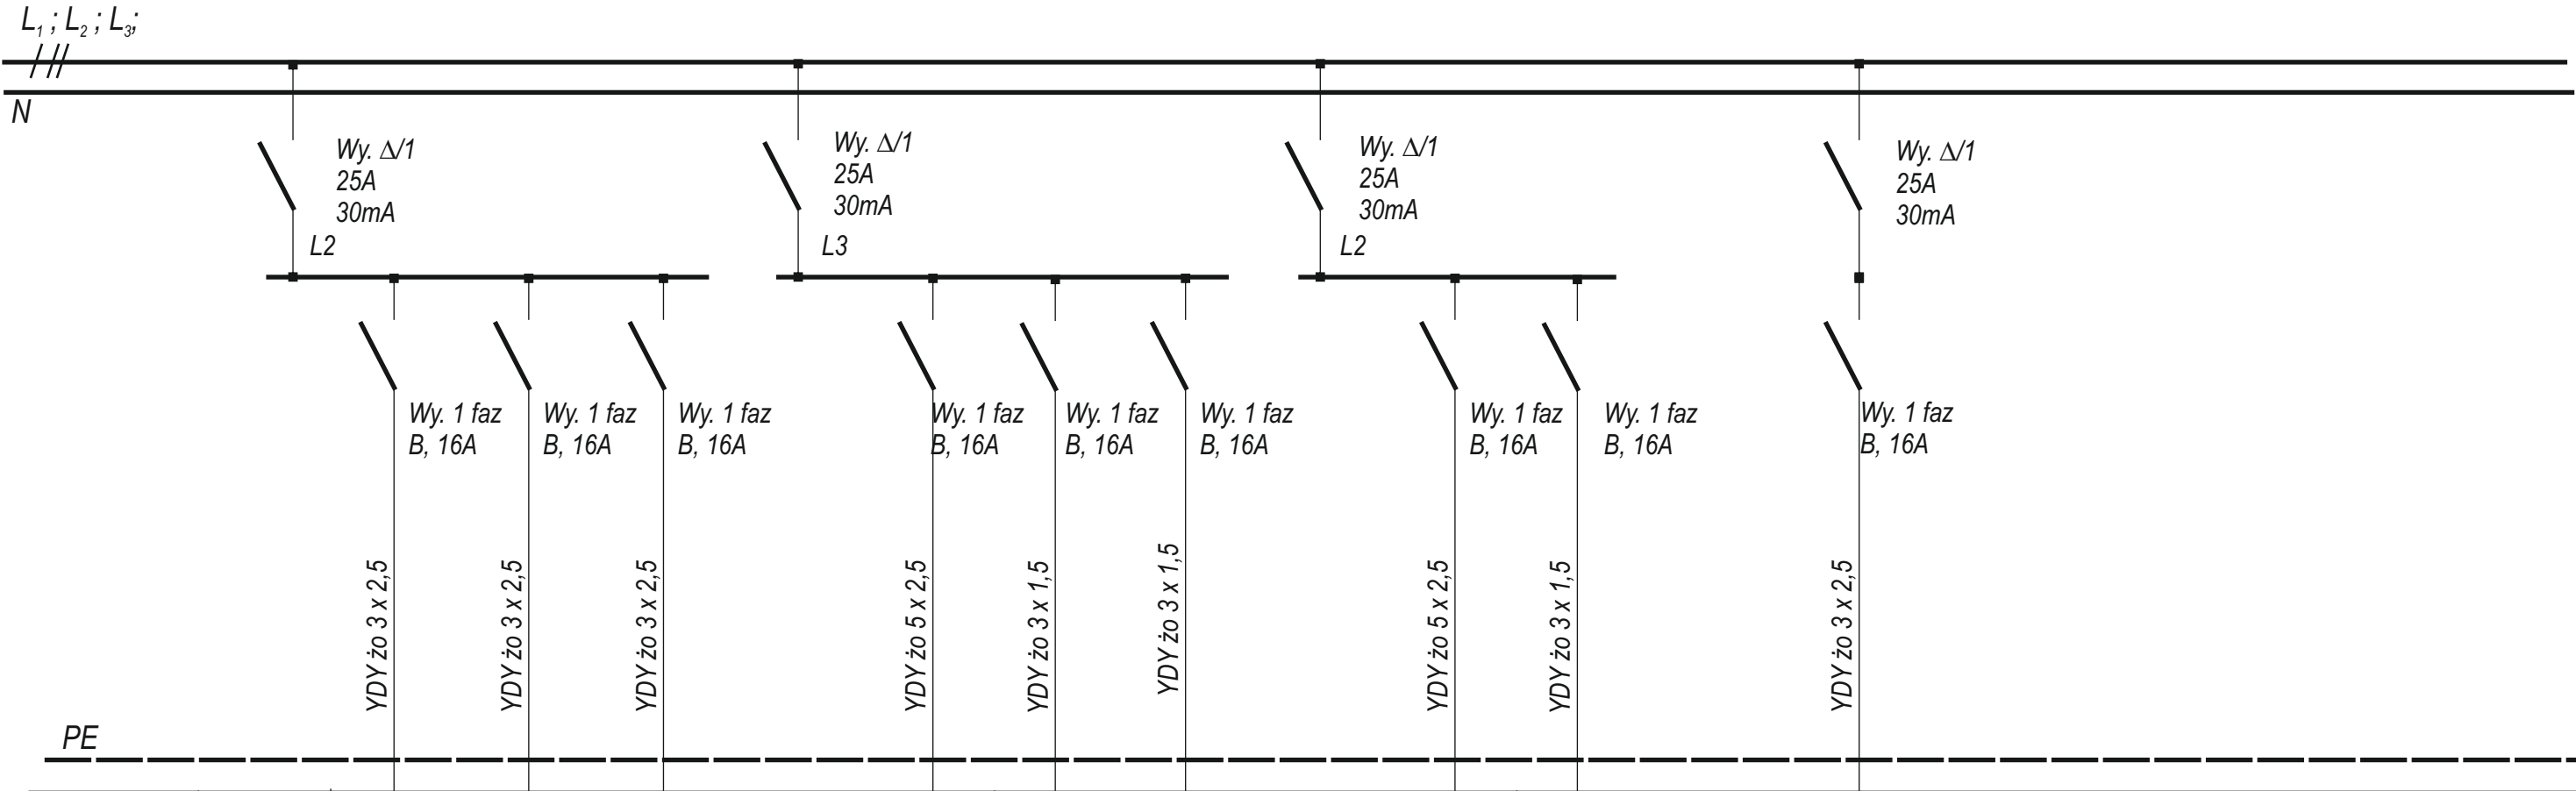 L₁ ; L₂ ; L₃;
N
Wy. Δ/1
25A
30mA
L2
Wy. Δ/1
25A
30mA
L3
Wy. Δ/1
25A
30mA
L2
Wy. Δ/1
25A
30mA
Wy. 1 faz
B, 16A
Wy. 1 faz
B, 16A
Wy. 1 faz
B, 16A
Wy. 1 faz
B, 16A
Wy. 1 faz
B, 16A
Wy. 1 faz
B, 16A
Wy. 1 faz
B, 16A
Wy. 1 faz
B, 16A
Wy. 1 faz
B, 16A
YDY żo 3 x 2,5
YDY żo 3 x 2,5
YDY żo 3 x 2,5
YDY żo 5 x 2,5
YDY żo 3 x 1,5
YDY żo 3 x 1,5
YDY żo 5 x 2,5
YDY żo 3 x 1,5
YDY żo 3 x 2,5
PE